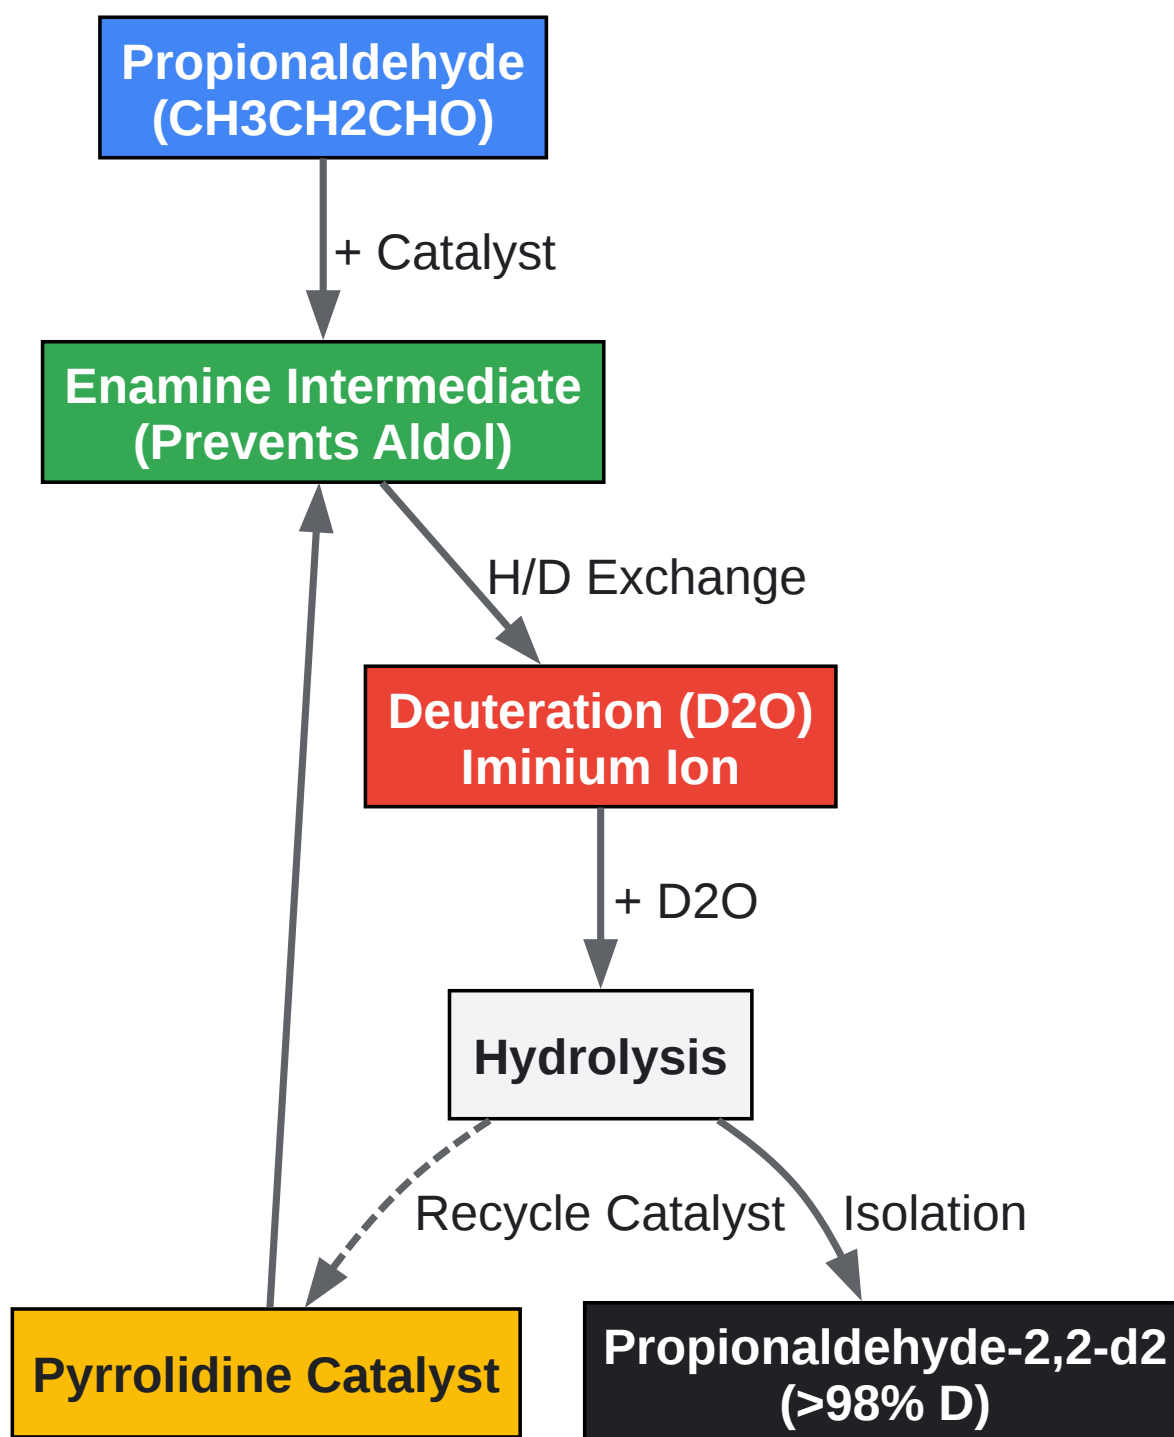 Propionaldehyde
(CH3CH2CHO)
+ Catalyst
Enamine Intermediate
(Prevents Aldol)
H/D Exchange
Deuteration (D2O)
Iminium Ion
+ D2O
Hydrolysis
Recycle Catalyst
Isolation
Pyrrolidine Catalyst
Propionaldehyde-2,2-d2
(>98% D)